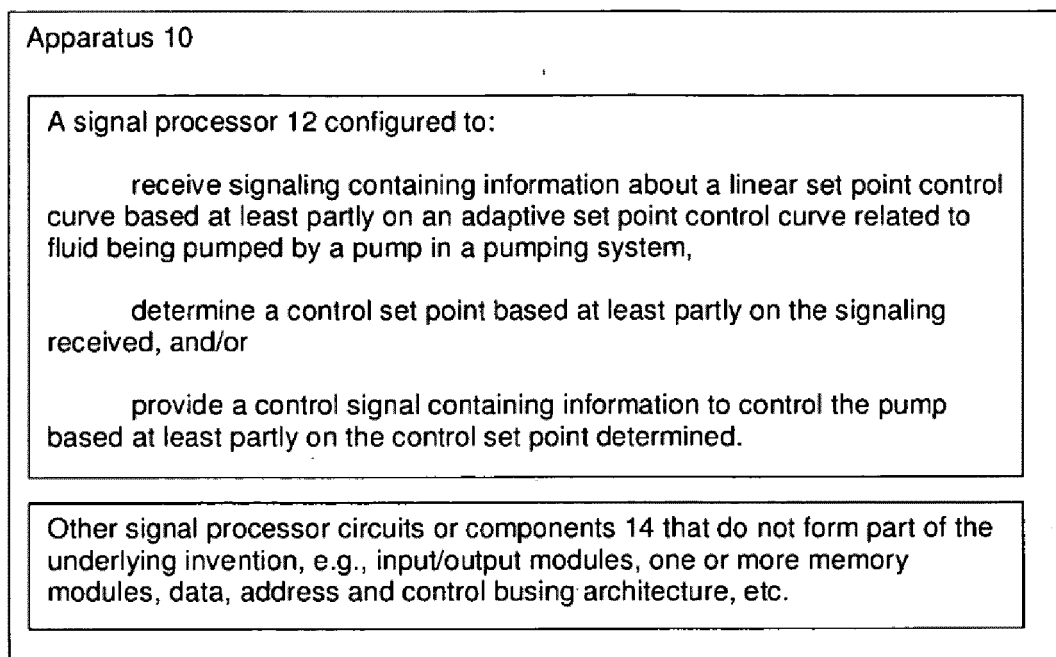 Apparatus 10
A signal processor 12 configured to:
receive signaling containing information about a linear set point control
curve based at least partly on an adaptive set point control curve related to
fluid being pumped by a pump in a pumping system,
determine a control set point based at least partly on the signaling
received, and/or
provide a control signal containing information to control the pump
based at least partly on the control set point determined.
Other signal processor circuits or components 14 that do not form part of the
underlying invention, e.g., input/output modules, one or more memory
modules, data, address and control busing architecture, etc.